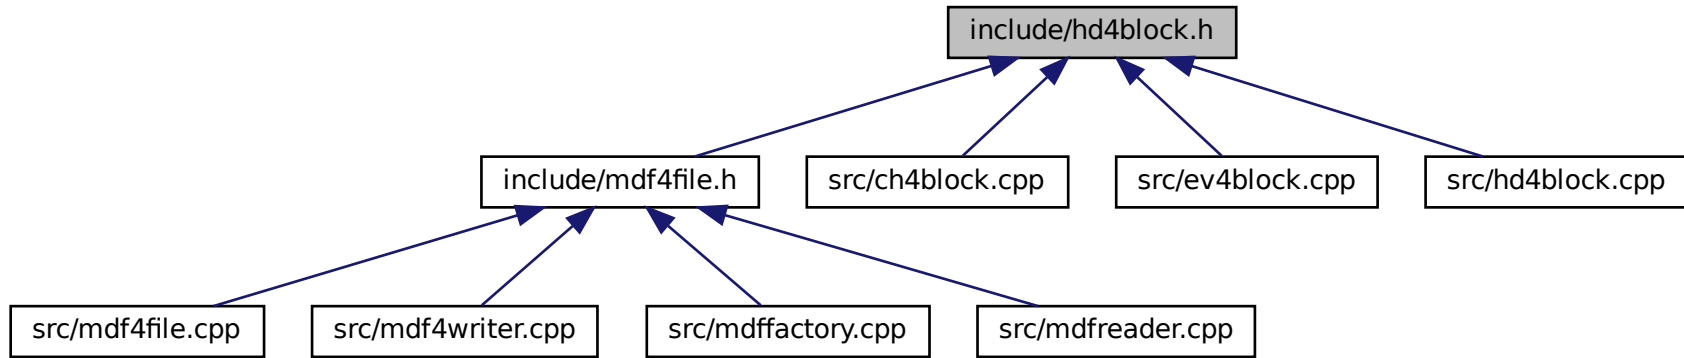 include/hd4block.h
include/mdf4file.h
src/ch4block.cpp
src/ev4block.cpp
src/hd4block.cpp
src/mdf4file.cpp
src/mdf4writer.cpp
src/mdffactory.cpp
src/mdfreader.cpp